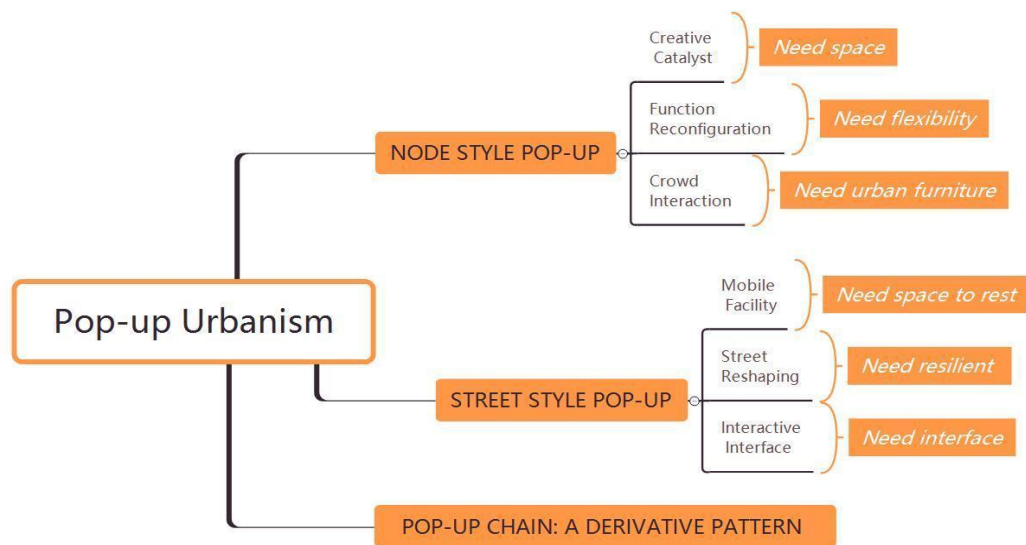 Pop-up Urbanism
NODE STYLE POP-UP
Creative
Catalyst
Need space
Function
Reconfiguration
Need flexibility
Crowd
Interaction
Need urban furniture
STREET STYLE POP-UP
Mobile
Facility
Need space to rest
Street
Reshaping
Need resilient
Interactive
Interface
Need interface
POP-UP CHAIN: A DERIVATIVE PATTERN